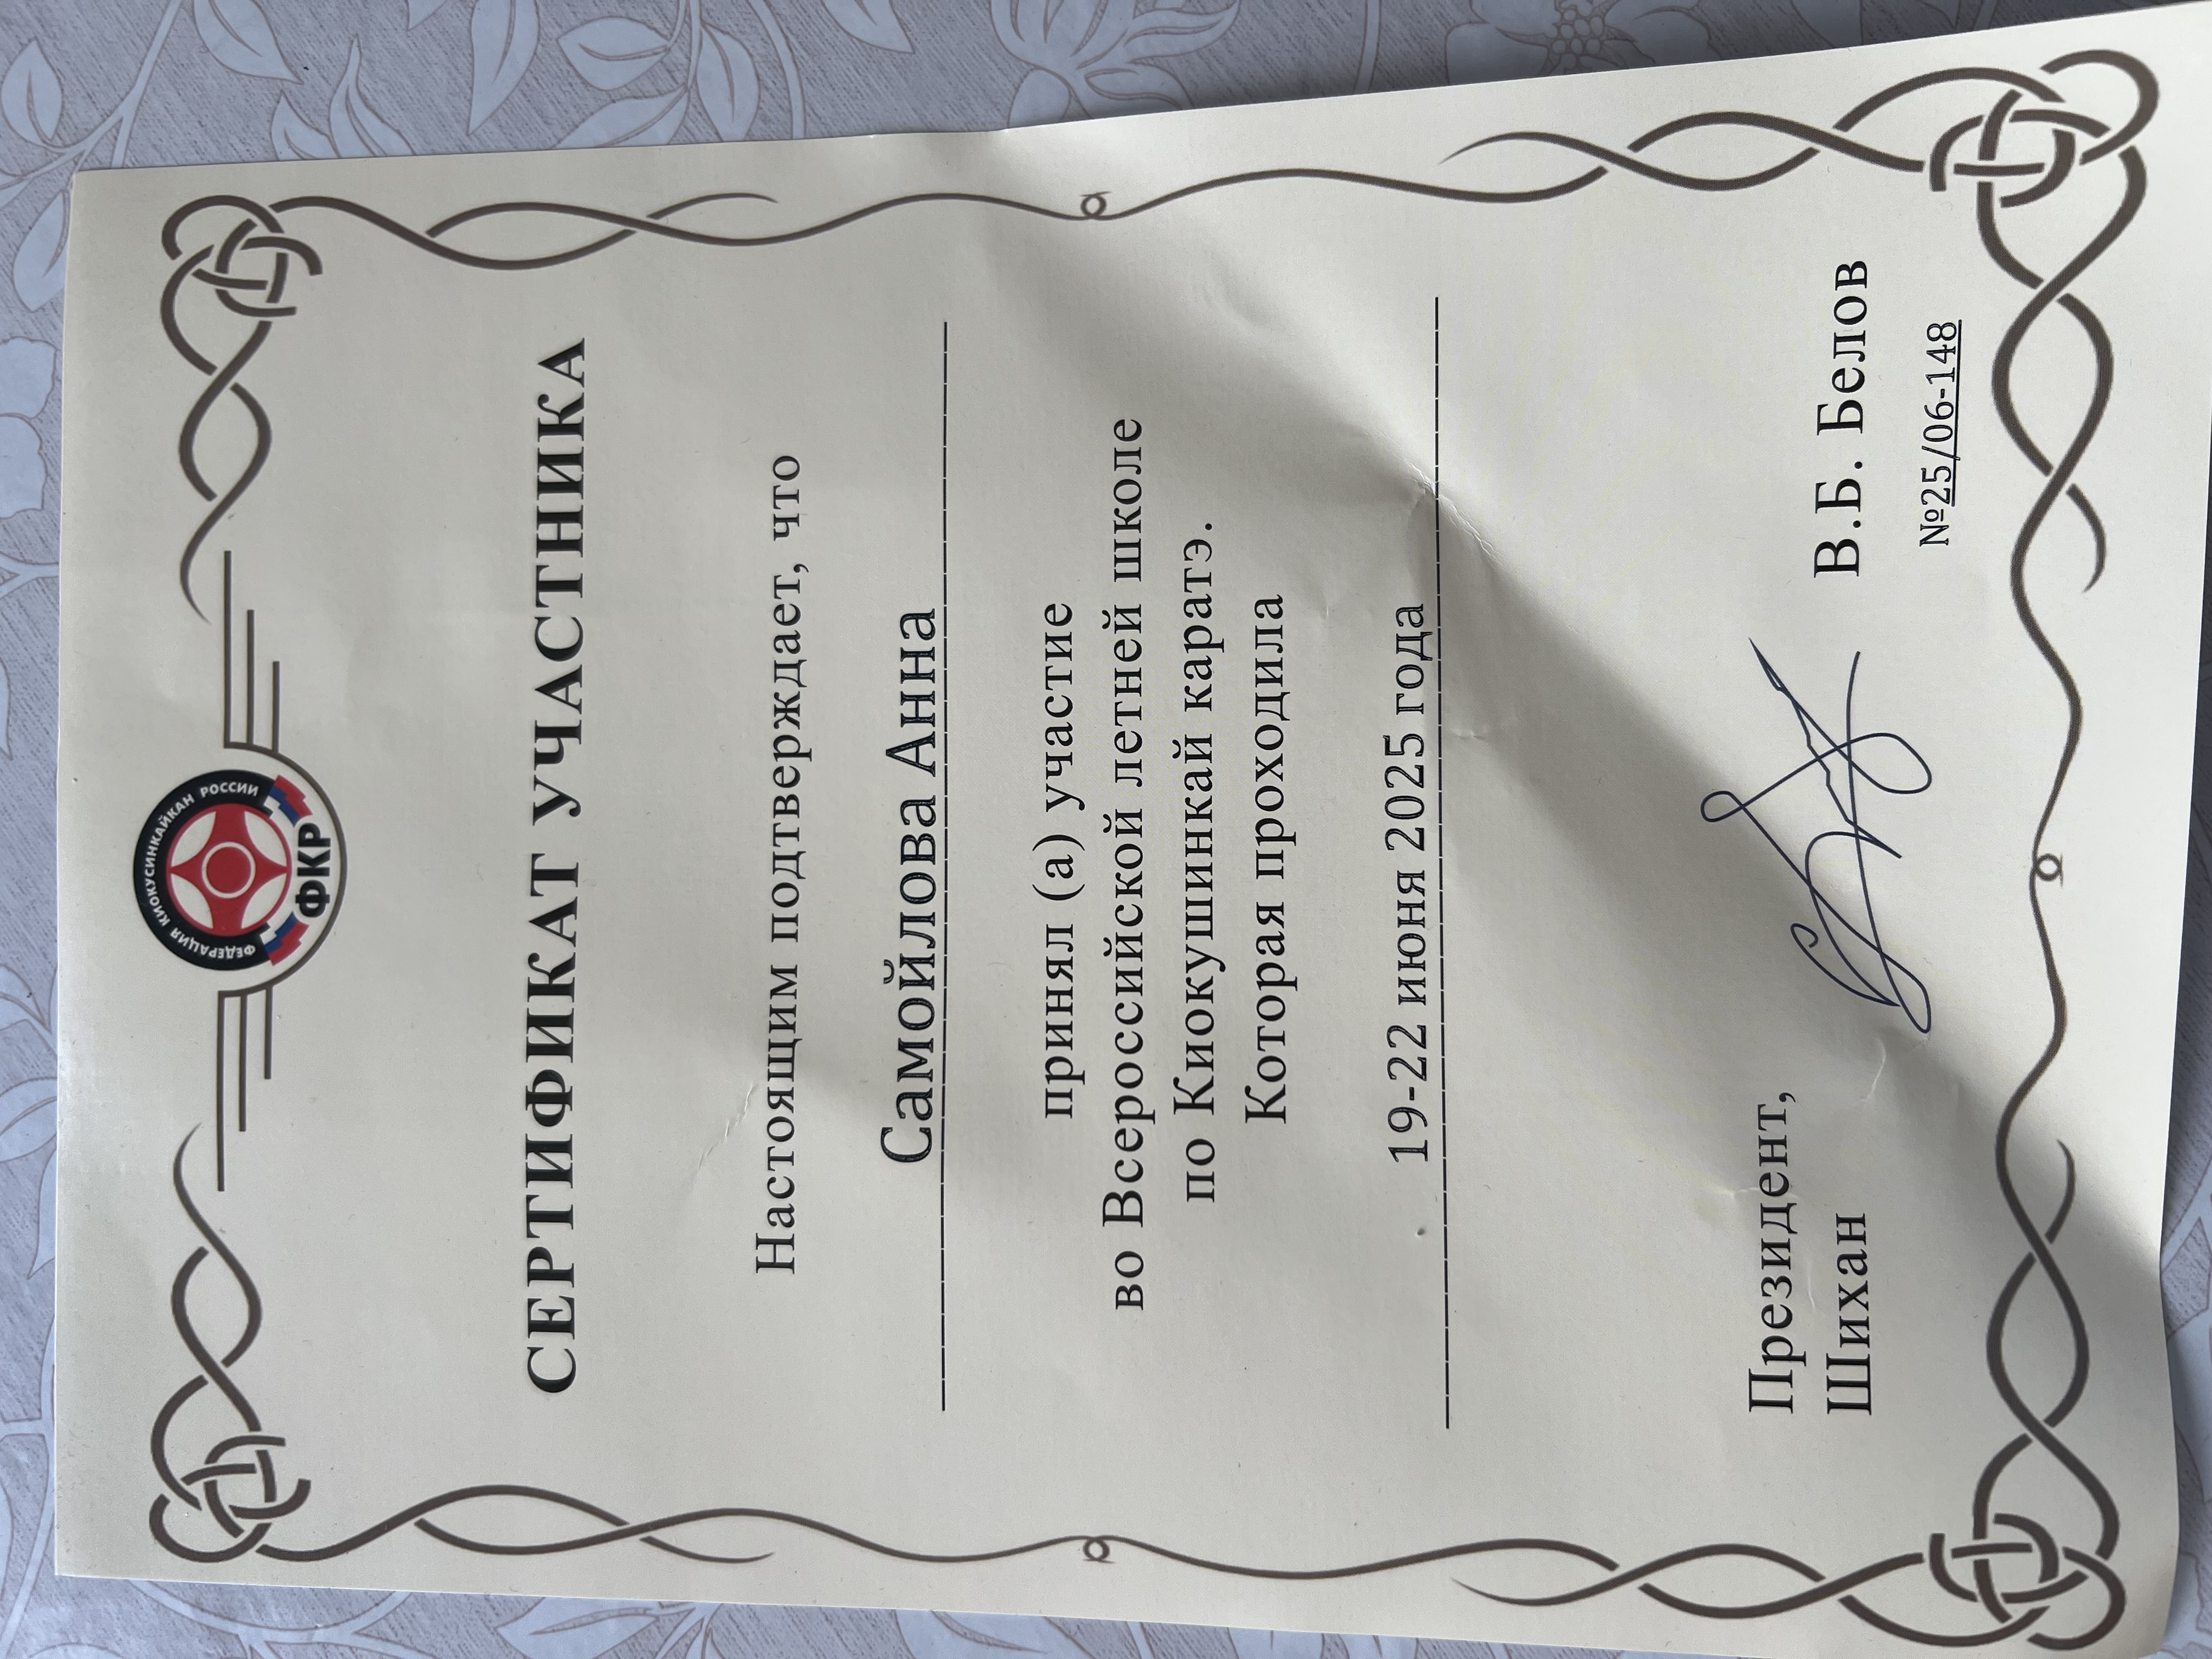 ФЕДЕРАЦИЯ КИОКУСИНКАЙКАН РОССИИ
ФКР
СЕРТИФИКАТ УЧАСТНИКА
Настоящим подтверждает, что
Самойлова Анна
принял (а) участие
во Всероссийской летней школе
по Киокушинкай каратэ.
Которая проходила
19-22 июня 2025 года
Президент,
Шихан
В.Б. Белов
№25/06-148